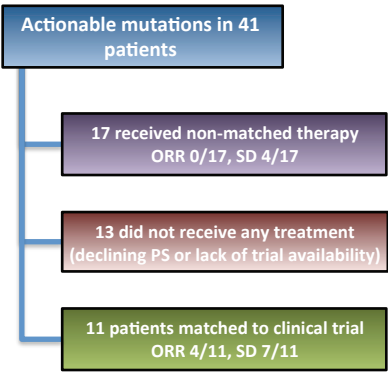 Actionable mutations in 41
patients
17 received non-matched therapy
ORR 0/17, SD 4/17
13 did not receive any treatment
(declining PS or lack of trial availability)
11 patients matched to clinical trial
ORR 4/11, SD 7/11